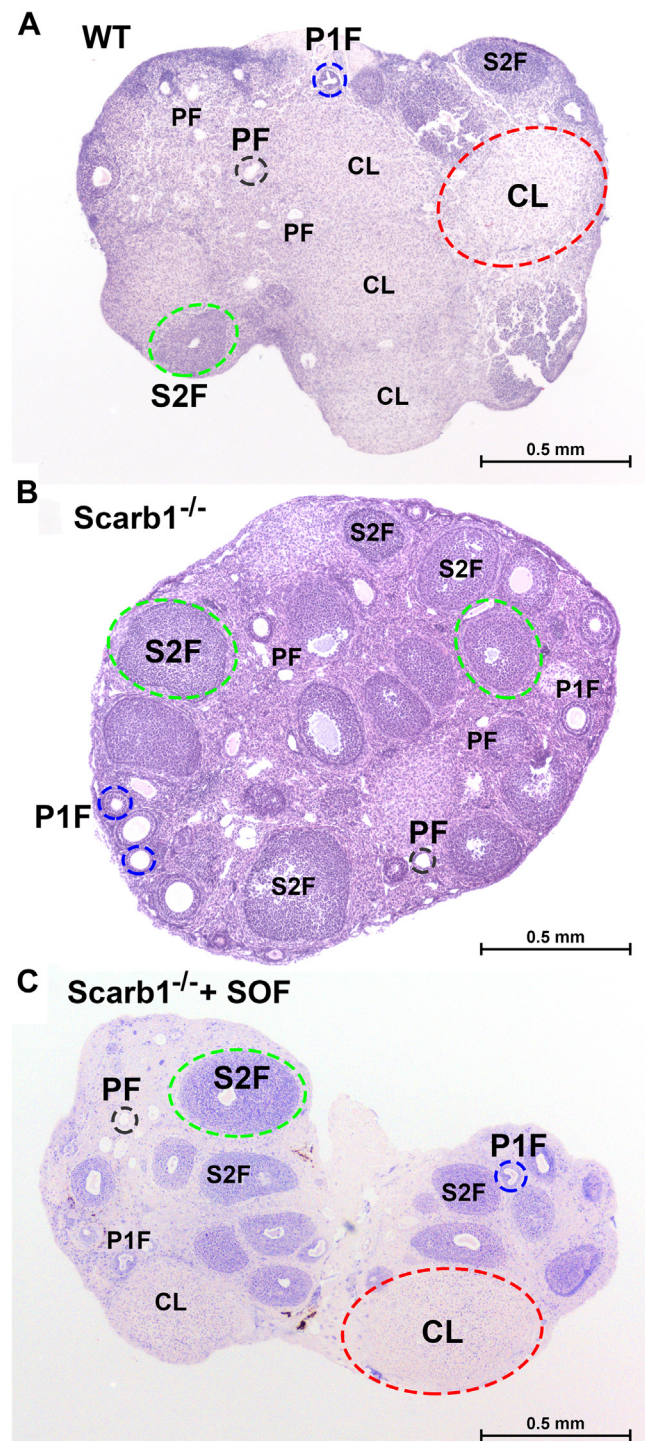 A
WT
P1F
S2F
PF
PF
CL
CL
PF
CL
S2F
CL
0.5 mm
B
Scarb1-/-
S2F
S2F
S2F
PF
P1F
PF
P1F
PF
S2F
0.5 mm
C
Scarb1-/-+ SOF
S2F
PF
P1F
S2F
S2F
P1F
CL
CL
0.5 mm